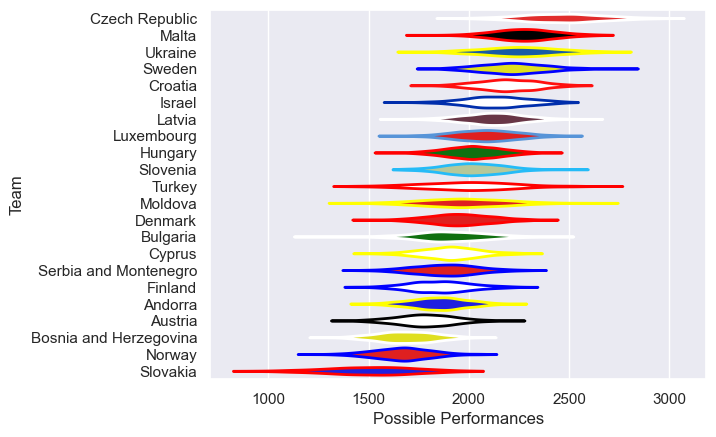 Czech Republic
Malta
Ukraine
Sweden
Croatia
Israel
Latvia
Luxembourg
Hungary
Slovenia
Turkey
Moldova
Denmark
Bulgaria
Cyprus
Serbia and Montenegro
Finland
Andorra
Austria
Bosnia and Herzegovina
Norway
Slovakia
Team
1000 1500 2000 2500 3000
Possible Performances